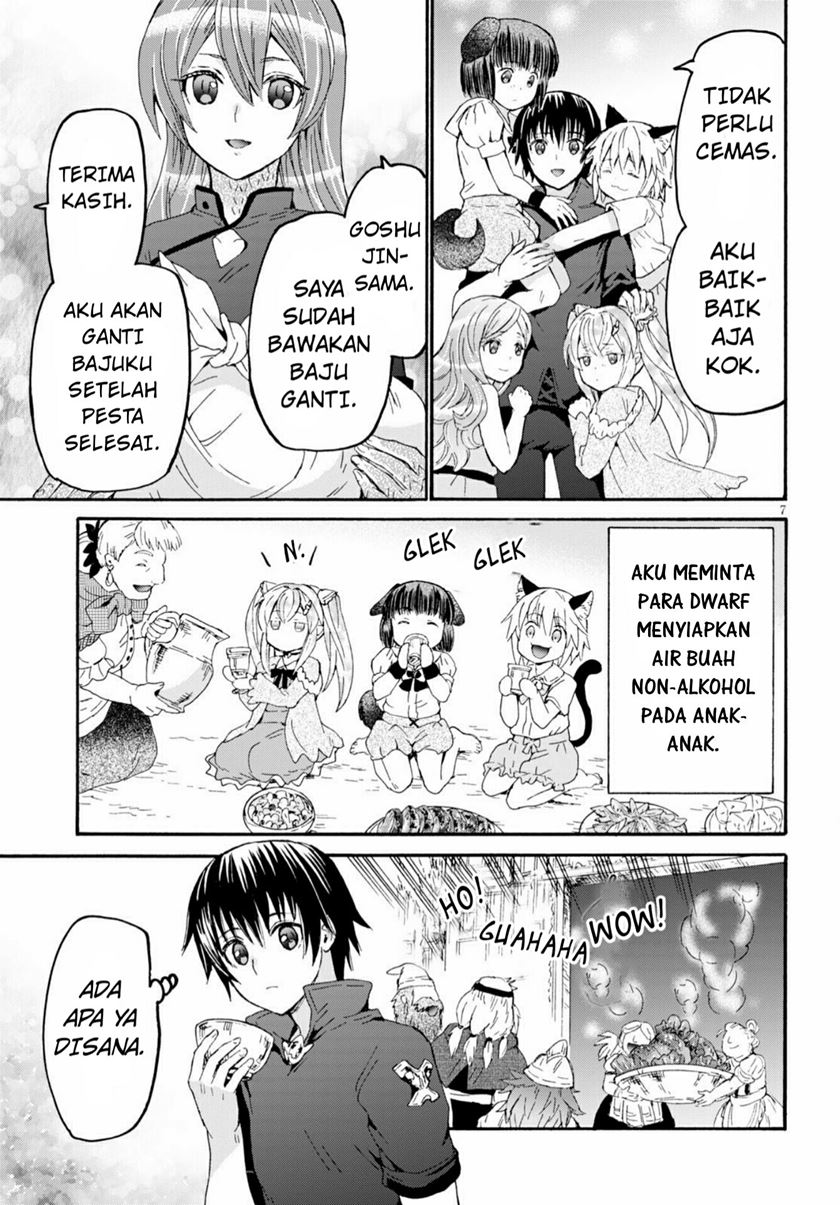 TIDAK
PERLU
CEMAS.
AKU
BAIK-
BAIK
AJA
KOK.
GOSHU
JIN-
SAMA.
SAYA
SUDAH
BAWAKAN
BAJU
GANTI.
TERIMA
KASIH.
AKU AKAN
GANTI
BAJUKU
SETELAH
PESTA
SELESAI.
7
AKU MEMINTA
PARA DWARF
MENYIAPKAN
AIR BUAH
NON-ALKOHOL
PADA ANAK-
ANAK.
GLEK
GLEK
N.
HO!
GUAHAHA
WOW!
ADA
APA YA
DISANA.